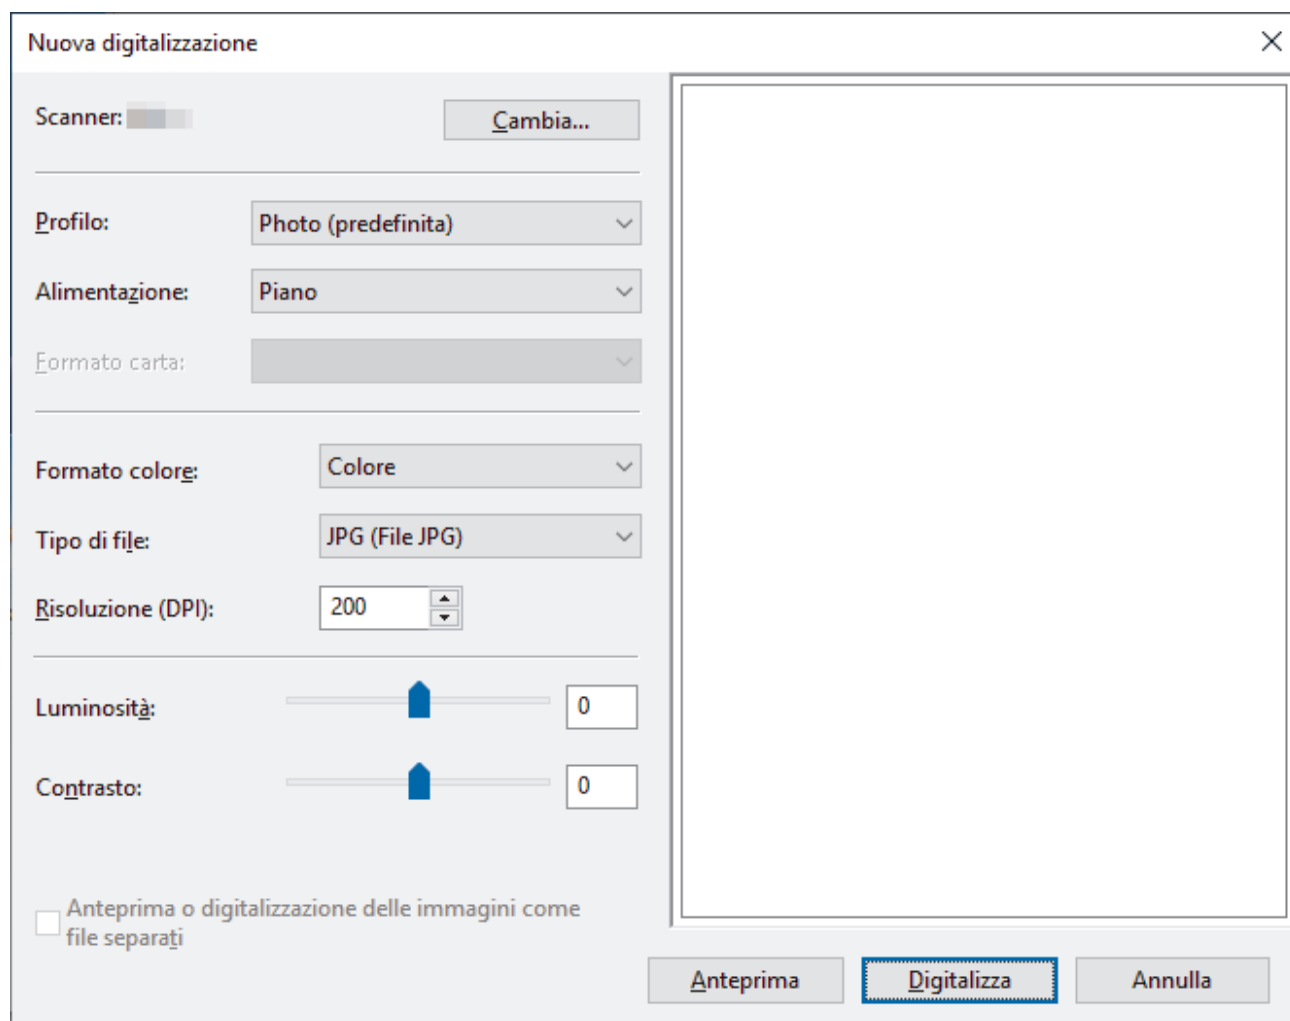 Nuova digitalizzazione
Scanner:
Cambia...
Profilo:
Photo (predefinita)
Alimentazione:
Piano
Formato carta:
Formato colore:
Colore
Tipo di file:
JPG (File JPG)
Risoluzione (DPI):
200
Luminosità:
0
Contrasto:
0
Anteprima o digitalizzazione delle immagini come
file separati
Anteprima
Digitalizza
Annulla